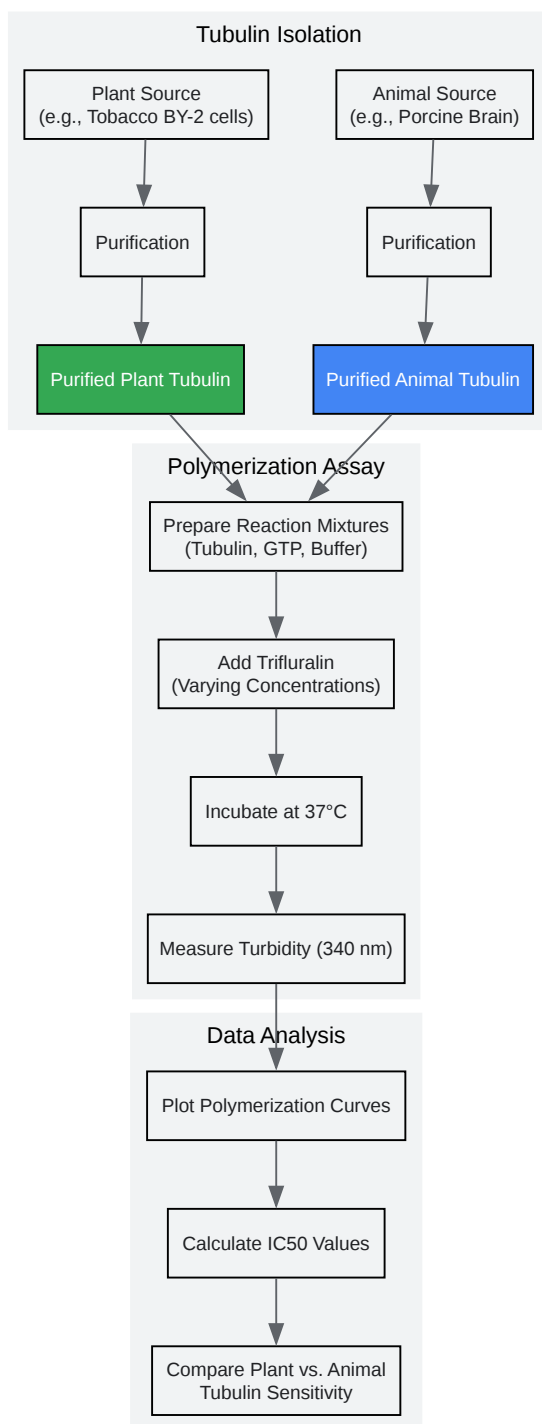 Tubulin Isolation
Plant Source
(e.g., Tobacco BY-2 cells)
Animal Source
(e.g., Porcine Brain)
Purification
Purification
Purified Plant Tubulin
Purified Animal Tubulin
Polymerization Assay
Prepare Reaction Mixtures
(Tubulin, GTP, Buffer)
Add Trifluralin
(Varying Concentrations)
Incubate at 37°C
Measure Turbidity (340 nm)
Data Analysis
Plot Polymerization Curves
Calculate IC50 Values
Compare Plant vs. Animal
Tubulin Sensitivity